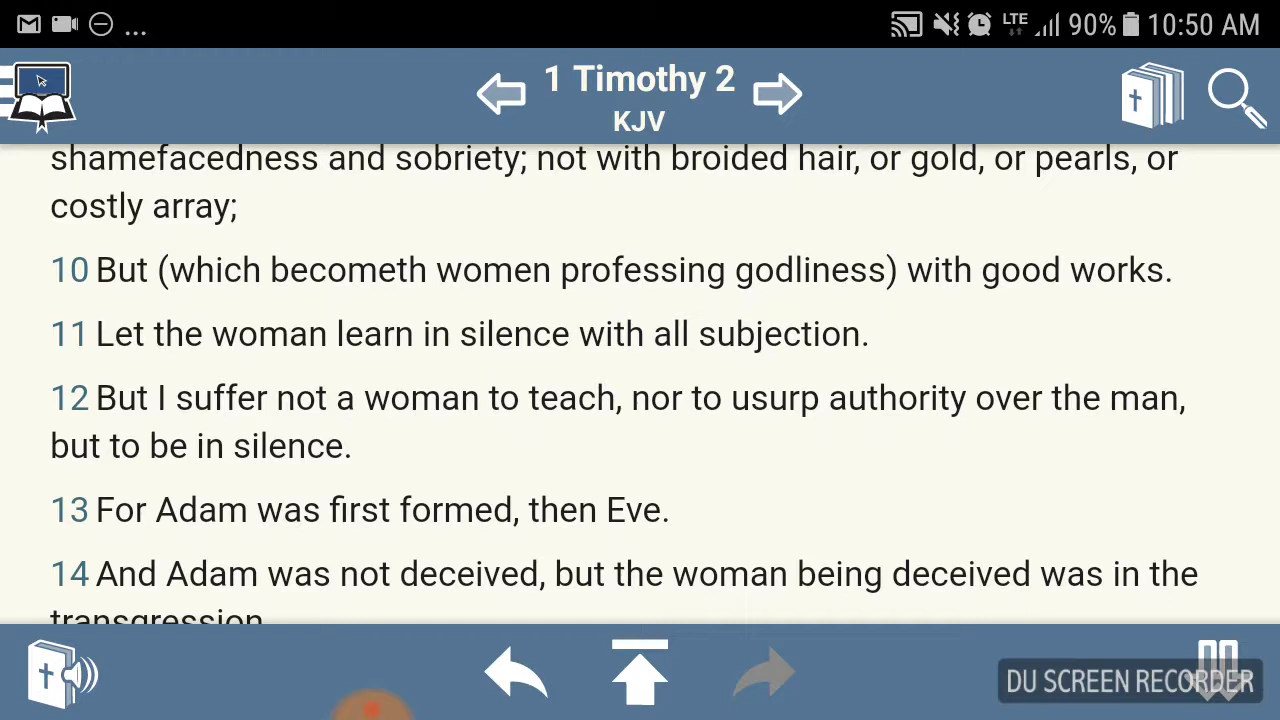 ... LTE 90% 10:50 AM
1 Timothy 2
KJV
shamefacedness and sobriety; not with broided hair, or gold, or pearls, or
costly array;
10 But (which becometh women professing godliness) with good works.
11 Let the woman learn in silence with all subjection.
12 But I suffer not a woman to teach, nor to usurp authority over the man,
but to be in silence.
13 For Adam was first formed, then Eve.
14 And Adam was not deceived, but the woman being deceived was in the
transgression
DU SCREEN RECORDER